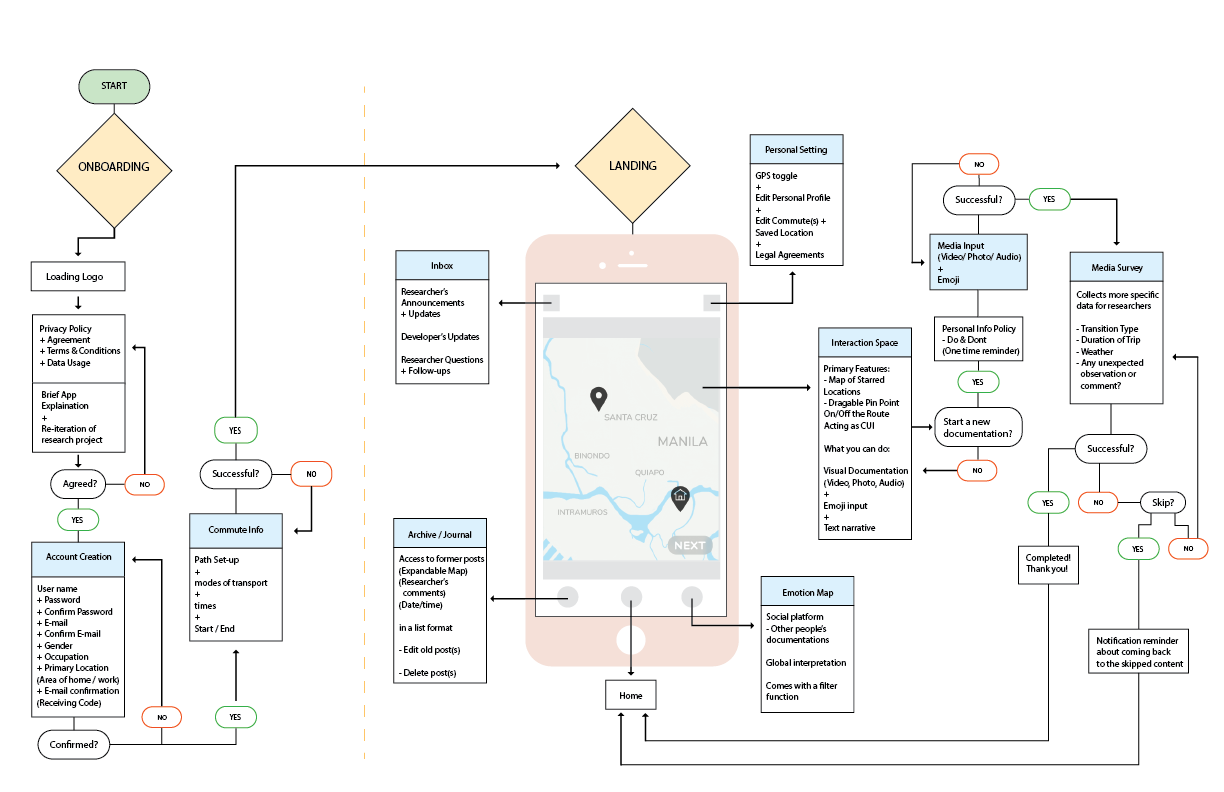 START
ONBOARDING
Loading Logo
Privacy Policy
+ Agreement
+ Terms & Conditions
+ Data Usage
Brief App
Explaination
+
Re-iteration of
research project
Agreed?
NO
YES
Account Creation
User name
+ Password
+ Confirm Password
+ E-mail
+ Confirm E-mail
+ Gender
+ Occupation
+ Primary Location
(Area of home / work)
+ E-mail confirmation
(Receiving Code)
Confirmed?
NO
YES
Commute Info
Path Set-up
+
modes of transport
+
times
+
Start / End
Successful?
NO
YES
LANDING
Inbox
Researcher's
Announcements
+ Updates
Developer's Updates
Researcher Questions
+ Follow-ups
Archive / Journal
Access to former posts
(Expandable Map)
(Researcher's
comments)
(Date/time)
in a list format
- Edit old post(s)
- Delete post(s)
SANTA CRUZ
MANILA
BINONDO
QUIAPO
INTRAMUROS
NEXT
Home
Personal Setting
GPS toggle
+
Edit Personal Profile
+
Edit Commute(s) +
Saved Location
+
Legal Agreements
Interaction Space
Primary Features:
- Map of Starred
Locations
- Dragable Pin Point
On/Off the Route
Acting as CUI
What you can do:
Visual Documentation
(Video, Photo, Audio)
+
Emoji input
+
Text narrative
Emotion Map
Social platform
- Other people's
documentations
Global interpretation
Comes with a filter
function
NO
Successful?
YES
Media Input
(Video/ Photo/ Audio)
+
Emoji
Personal Info Policy
- Do & Dont
(One time reminder)
YES
Start a new
documentation?
NO
Media Survey
Collects more specific
data for researchers
- Transition Type
- Duration of Trip
- Weather
- Any unexpected
observation or
comment?
Successful?
YES
NO
Skip?
YES
NO
Completed!
Thank you!
Notification reminder
about coming back
to the skipped content